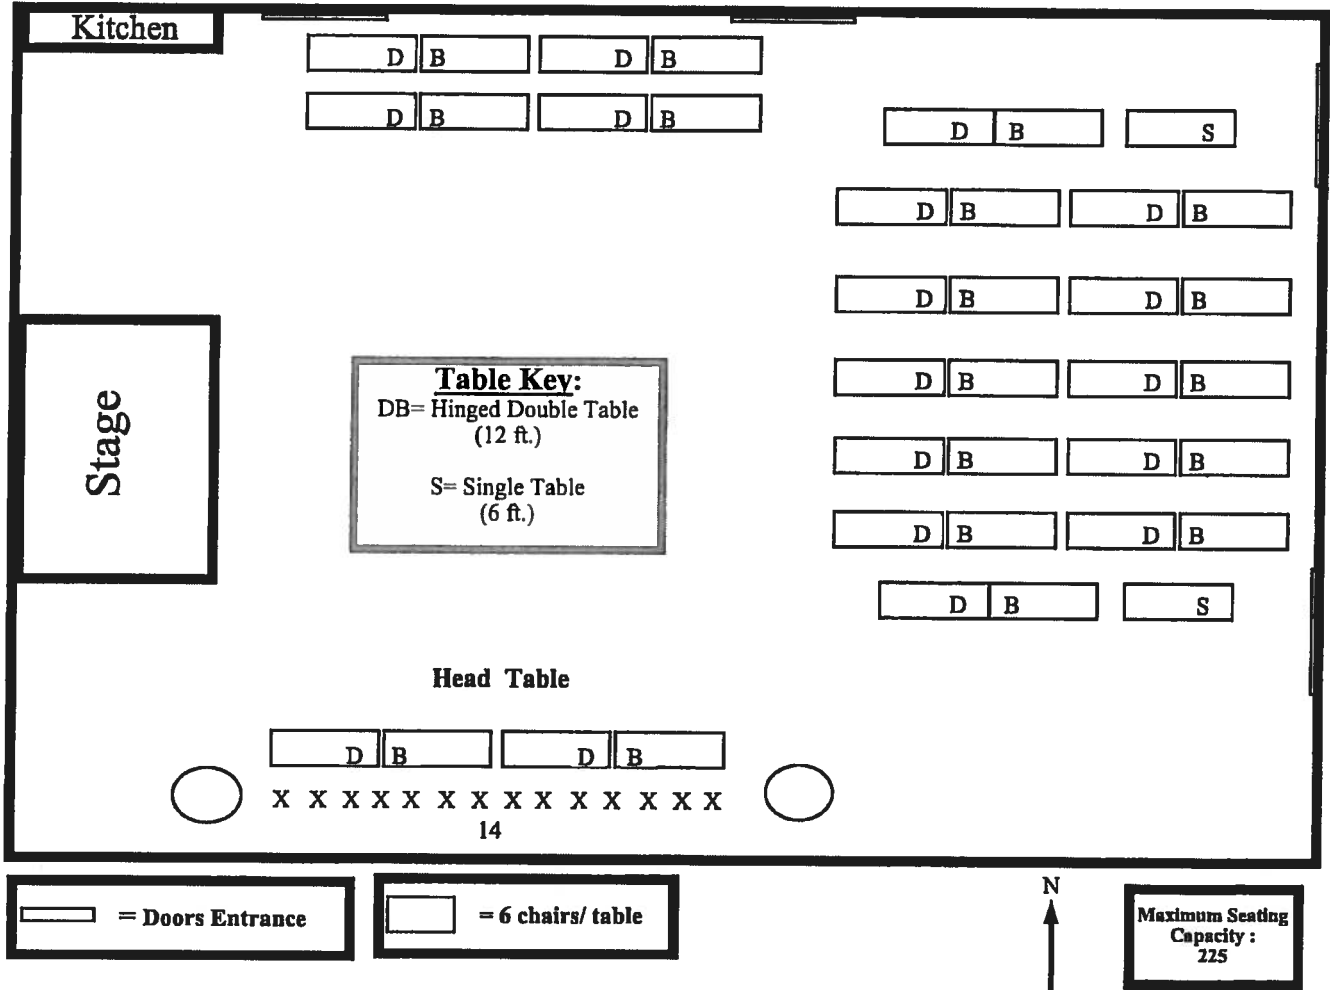 Kitchen
D B D B
D B D B
D B S
D B D B
D B D B
D B D B
D B D B
D B D B
D B S
Stage
Table Key:
DB= Hinged Double Table
(12 ft.)
S= Single Table
(6 ft.)
Head Table
D B D B
X X X X X X X X X X X X X X
14
= Doors Entrance
= 6 chairs/ table
N
Maximum Seating
Capacity :
225